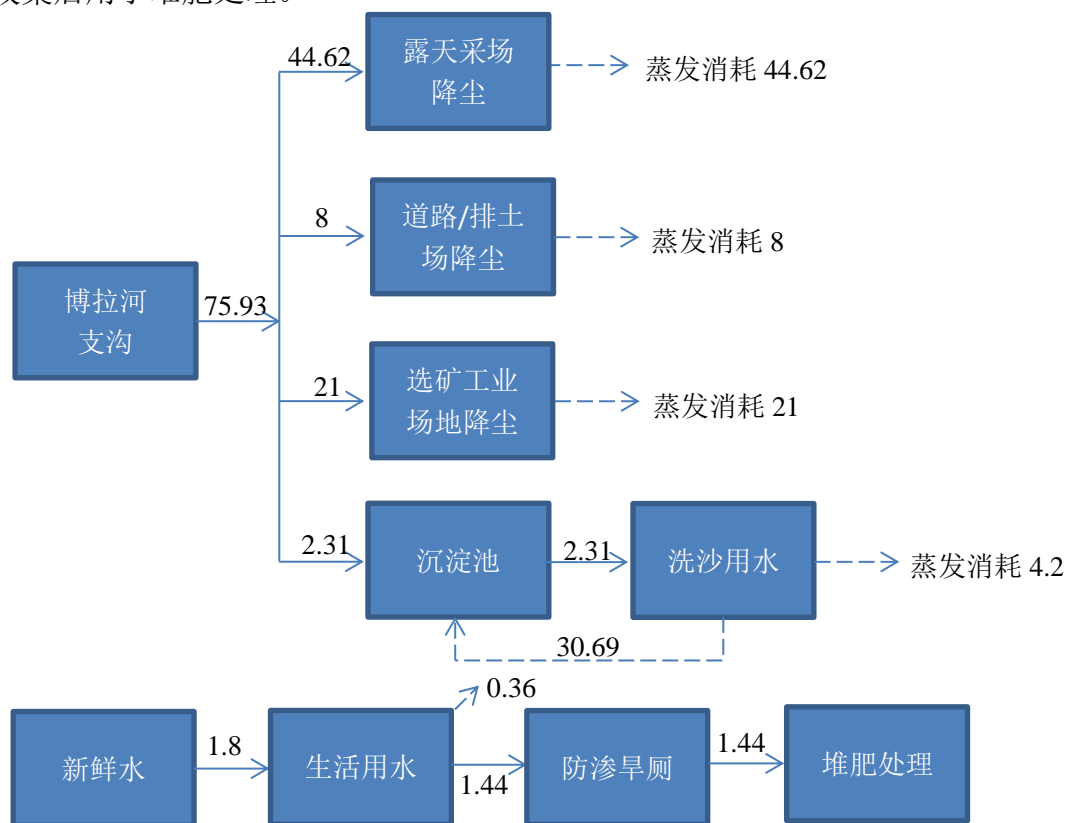 44.62
露天采场
降尘
蒸发消耗 44.62
8
道路/排土
场降尘
蒸发消耗 8
博拉河
支沟
75.93
21
选矿工业
场地降尘
蒸发消耗 21
2.31
沉淀池
2.31
洗沙用水
蒸发消耗 4.2
30.69
0.36
新鲜水
1.8
生活用水
1.44
防渗旱厕
1.44
堆肥处理